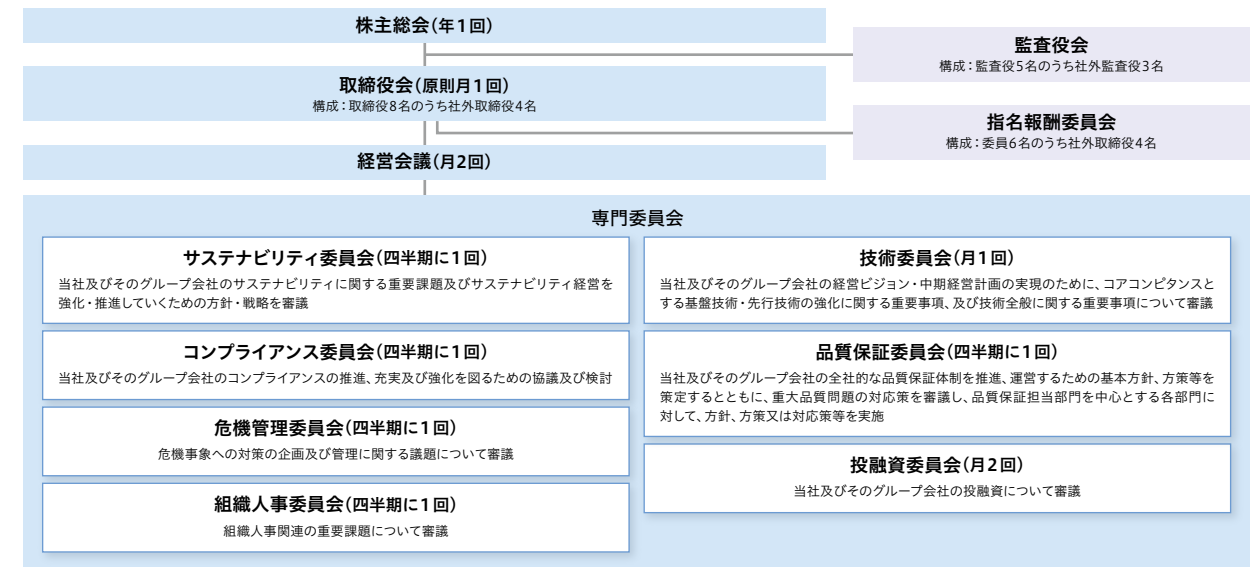 株主総会(年1回)
監査役会
構成：監査役5名のうち社外監査役3名
取締役会(原則月1回)
構成：取締役8名のうち社外取締役4名
指名報酬委員会
構成：委員6名のうち社外取締役4名
経営会議(月2回)
専門委員会
サステナビリティ委員会(四半期に1回)
当社及びそのグループ会社のサステナビリティに関する重要課題及びサステナビリティ経営を
強化・推進していくための方針・戦略を審議
コンプライアンス委員会(四半期に1回)
当社及びそのグループ会社のコンプライアンスの推進、充実及び強化を図るための協議及び検討
危機管理委員会(四半期に1回)
危機事象への対策の企画及び管理に関する議題について審議
組織人事委員会(四半期に1回)
組織人事関連の重要課題について審議
技術委員会(月1回)
当社及びそのグループ会社の経営ビジョン・中期経営計画の実現のために、コアコンピタンスと
する基盤技術・先行技術の強化に関する重要事項、及び技術全般に関する重要事項について審議
品質保証委員会(四半期に1回)
当社及びそのグループ会社の全社的な品質保証体制を推進、運営するための基本方針、方策等を
策定するとともに、重大品質問題の対応策を審議し、品質保証担当部門を中心とする各部門に
対して、方針、方策又は対応策等を実施
投融資委員会(月2回)
当社及びそのグループ会社の投融資について審議